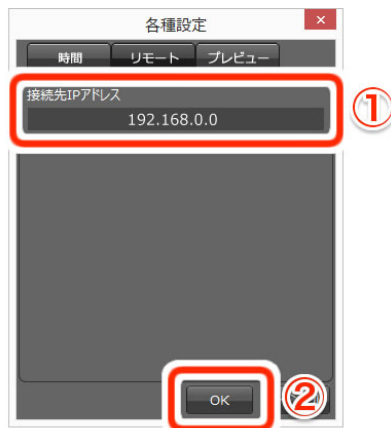 各種設定
×
時間 リモート プレビュー
接続先IPアドレス
192.168.0.0
①
OK
②